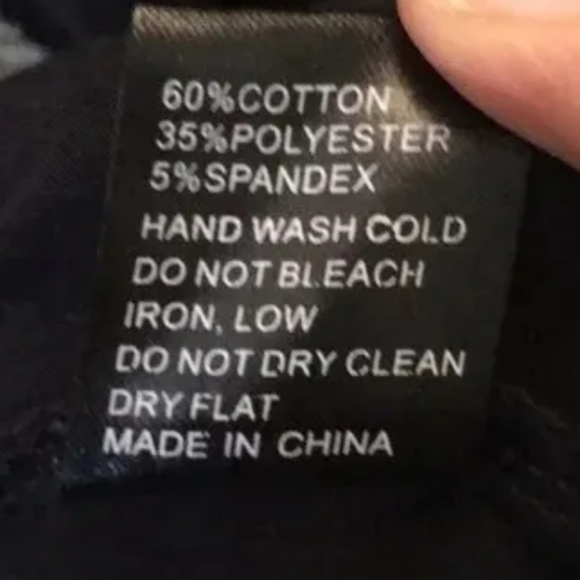 60%COTTON
35%POLYESTER
5%SPANDEX
HAND WASH COLD
DO NOT BLEACH
IRON, LOW
DO NOT DRY CLEAN
DRY FLAT
MADE IN CHINA